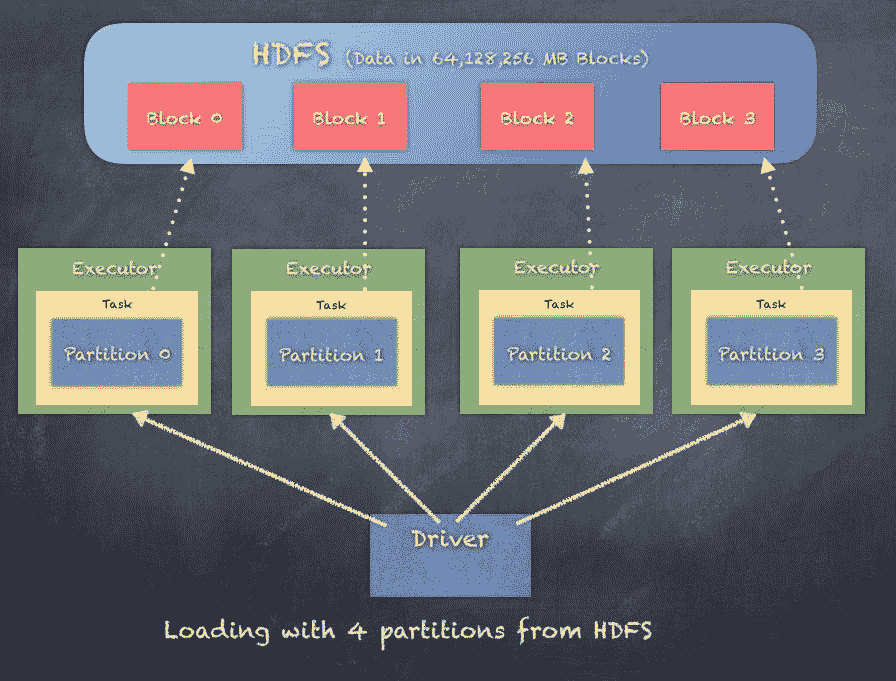 HDFS (Data in 64,128,256 MB Blocks)
Block 0
Block 1
Block 2
Block 3
Executor
Executor
Executor
Executor
Task
Task
Task
Task
Partition 0
Partition 1
Partition 2
Partition 3
Driver
Loading with 4 partitions from HDFS